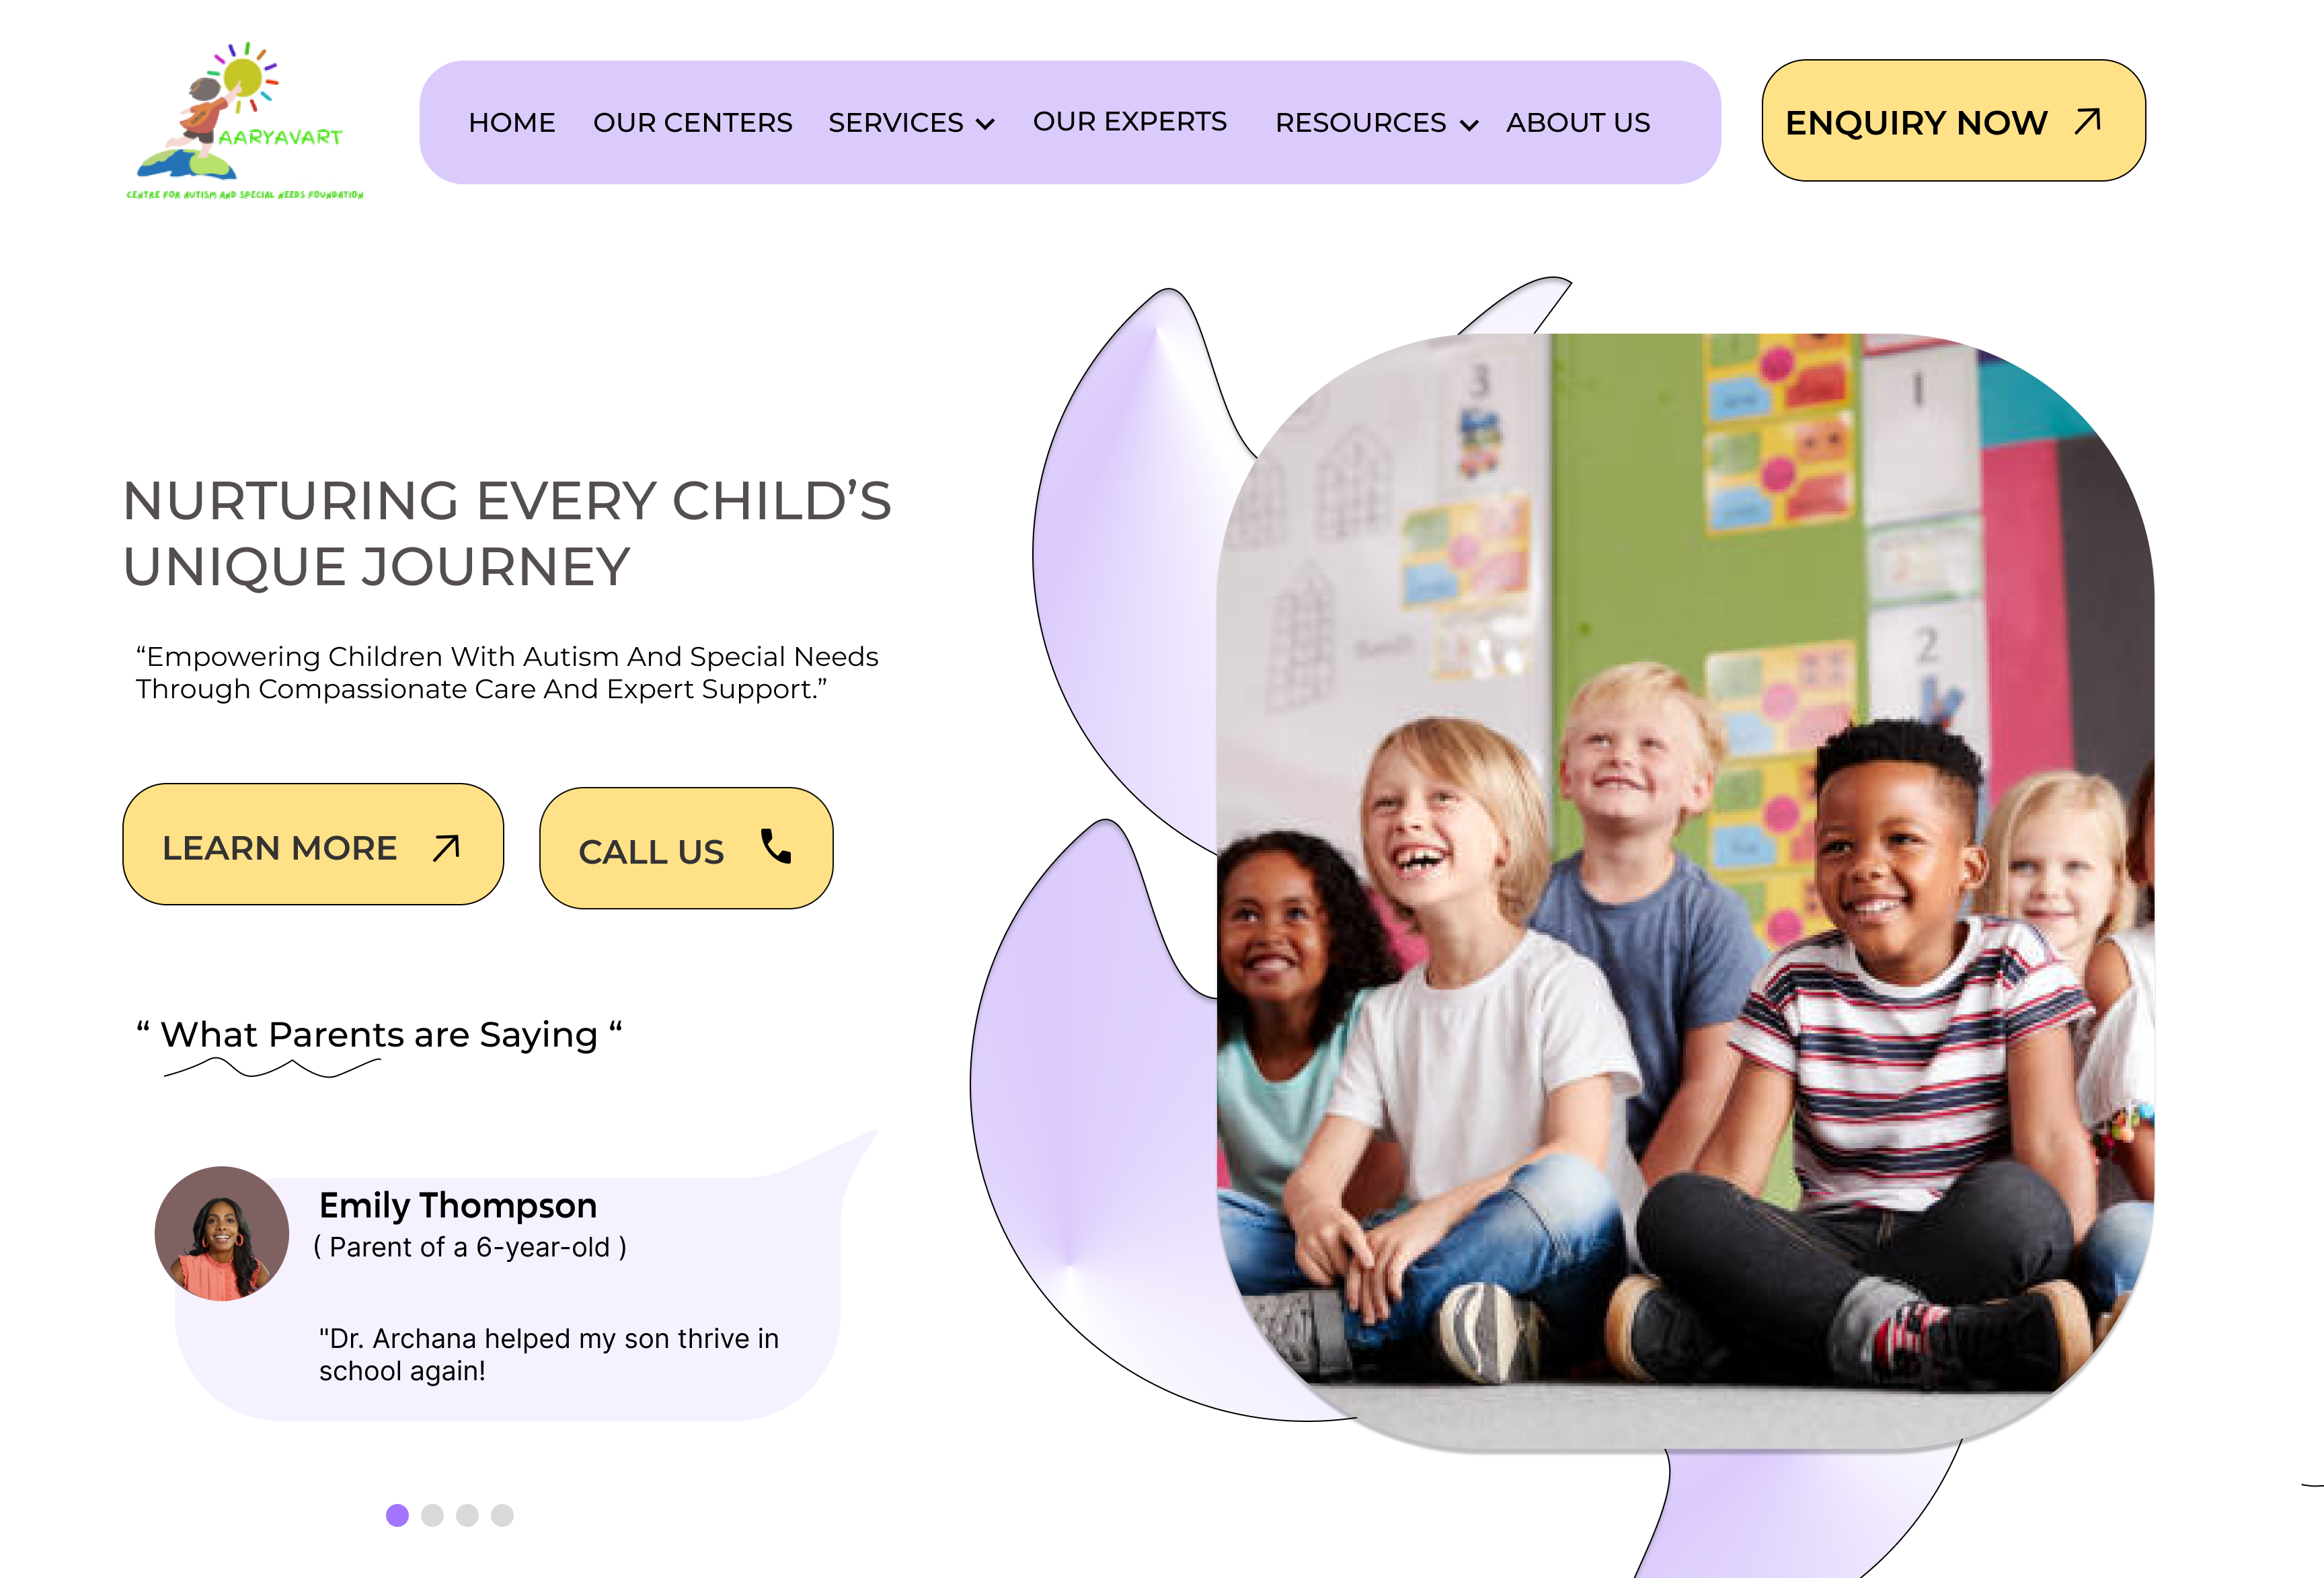 AARYAVART
CENTRE FOR AUTISM AND SPECIAL NEEDS FOUNDATION
HOME OUR CENTERS SERVICES OUR EXPERTS RESOURCES ABOUT US
ENQUIRY NOW
NURTURING EVERY CHILD’S
UNIQUE JOURNEY
“Empowering Children With Autism And Special Needs
Through Compassionate Care And Expert Support.”
LEARN MORE
CALL US
“ What Parents are Saying “
Emily Thompson
( Parent of a 6-year-old )
"Dr. Archana helped my son thrive in
school again!
3
1
2